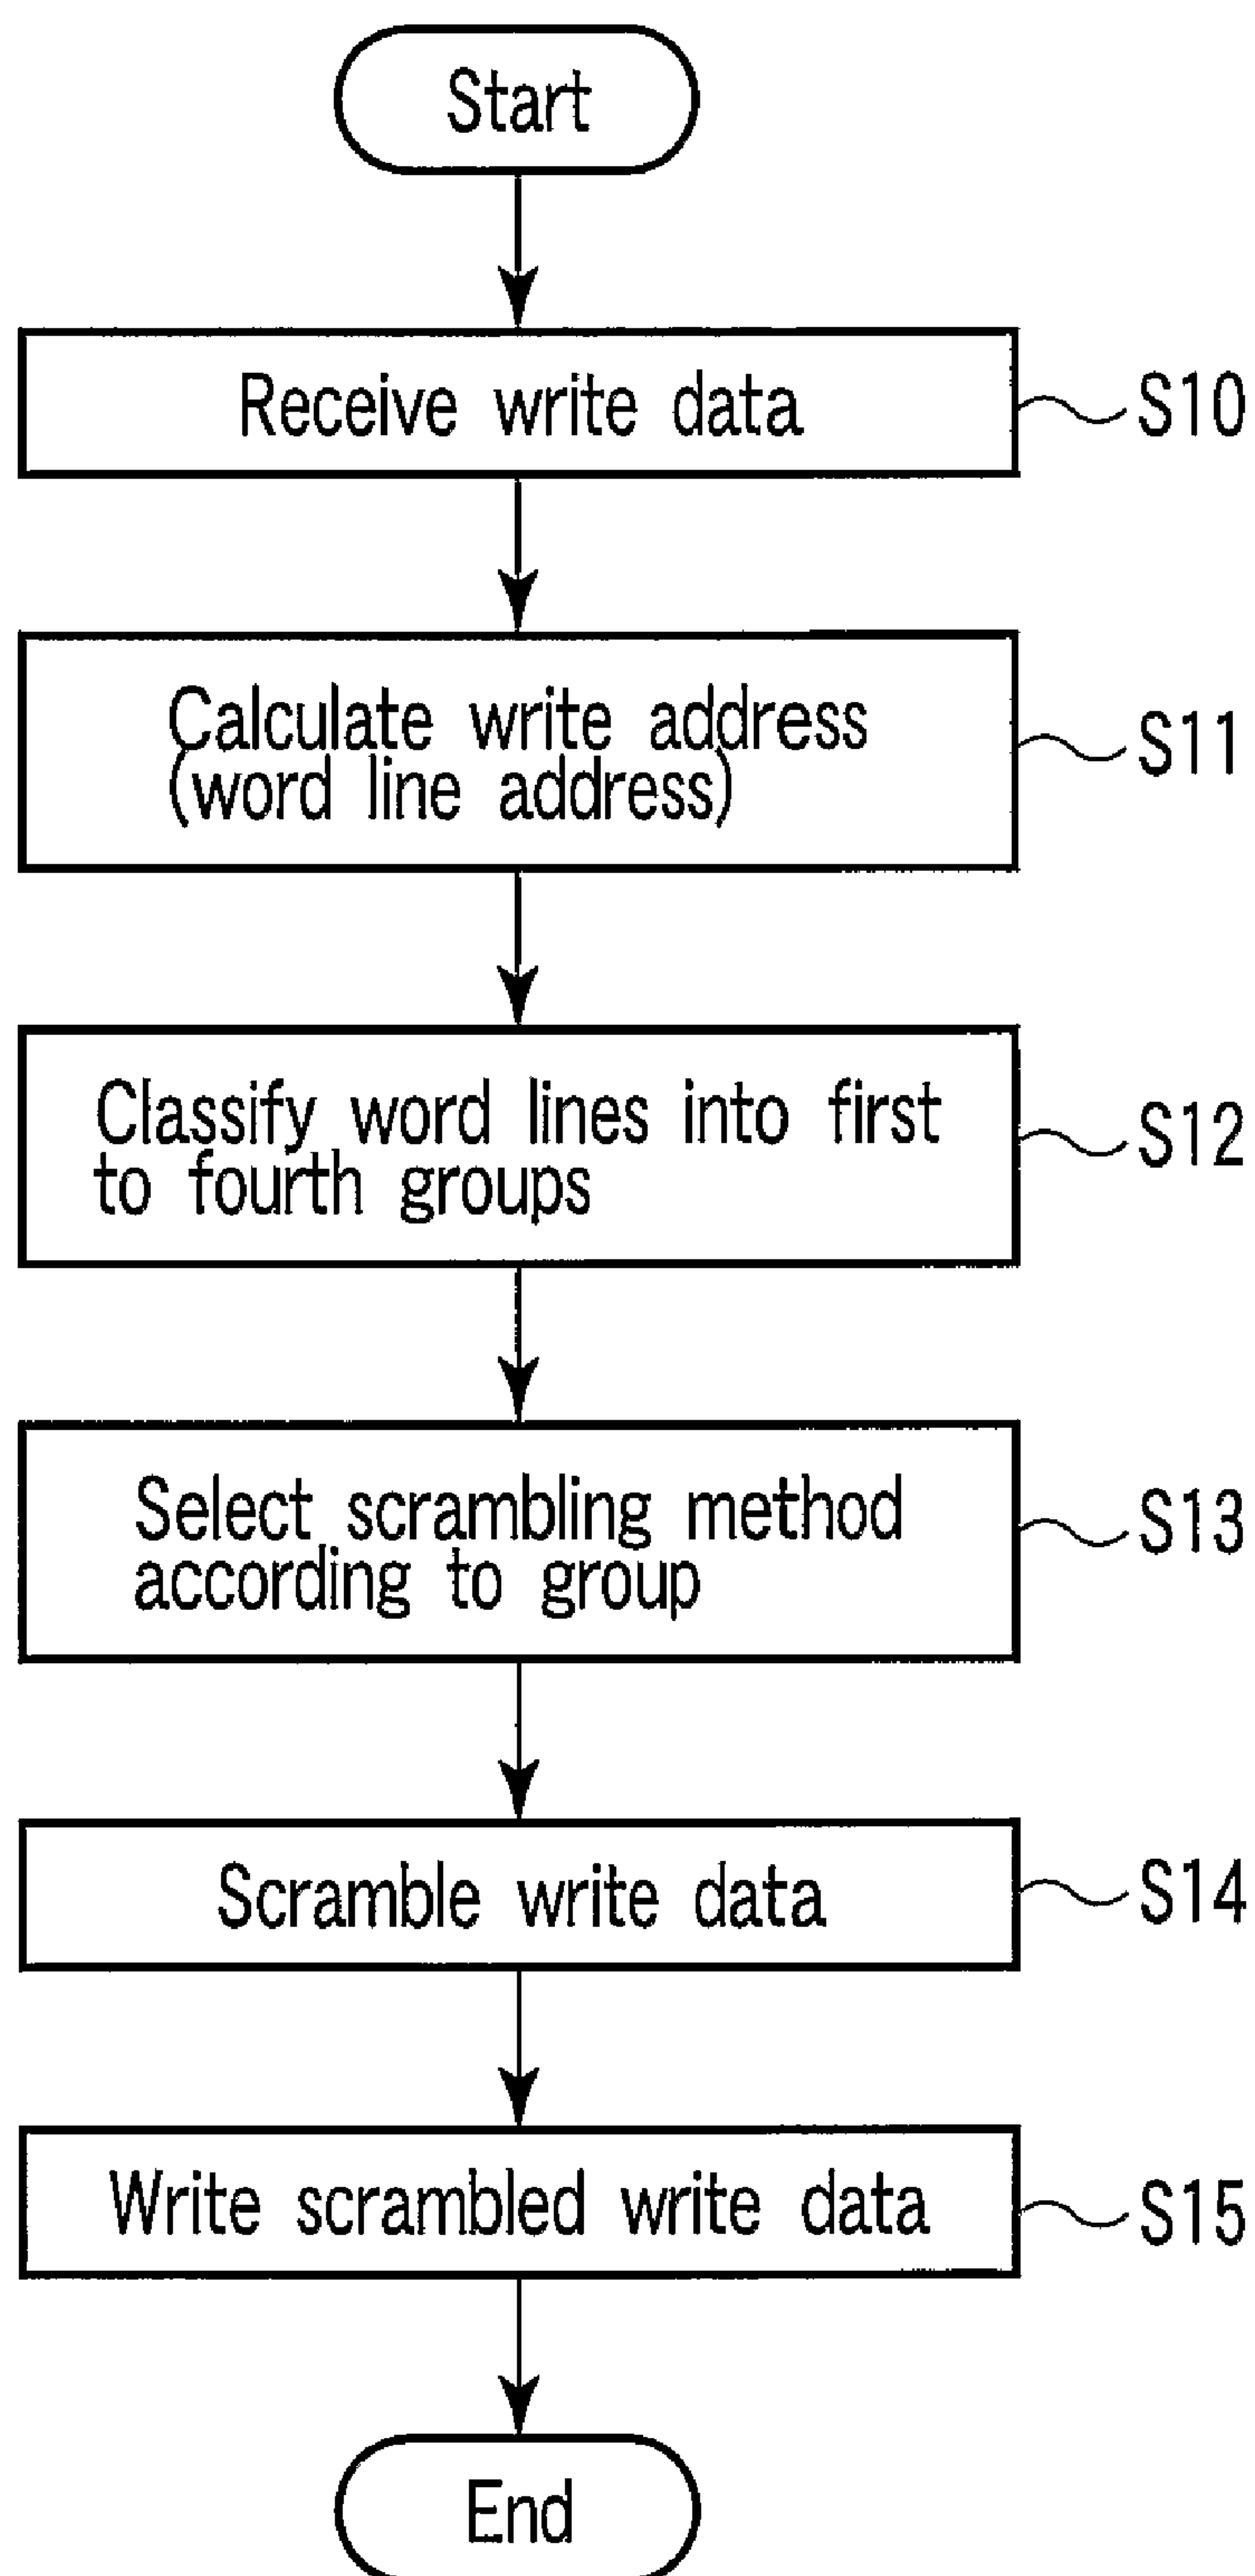 Start
Receive write data
S10
Calculate write address
(word line address)
S11
Classify word lines into first
to fourth groups
S12
Select scrambling method
according to group
S13
Scramble write data
S14
Write scrambled write data
S15
End